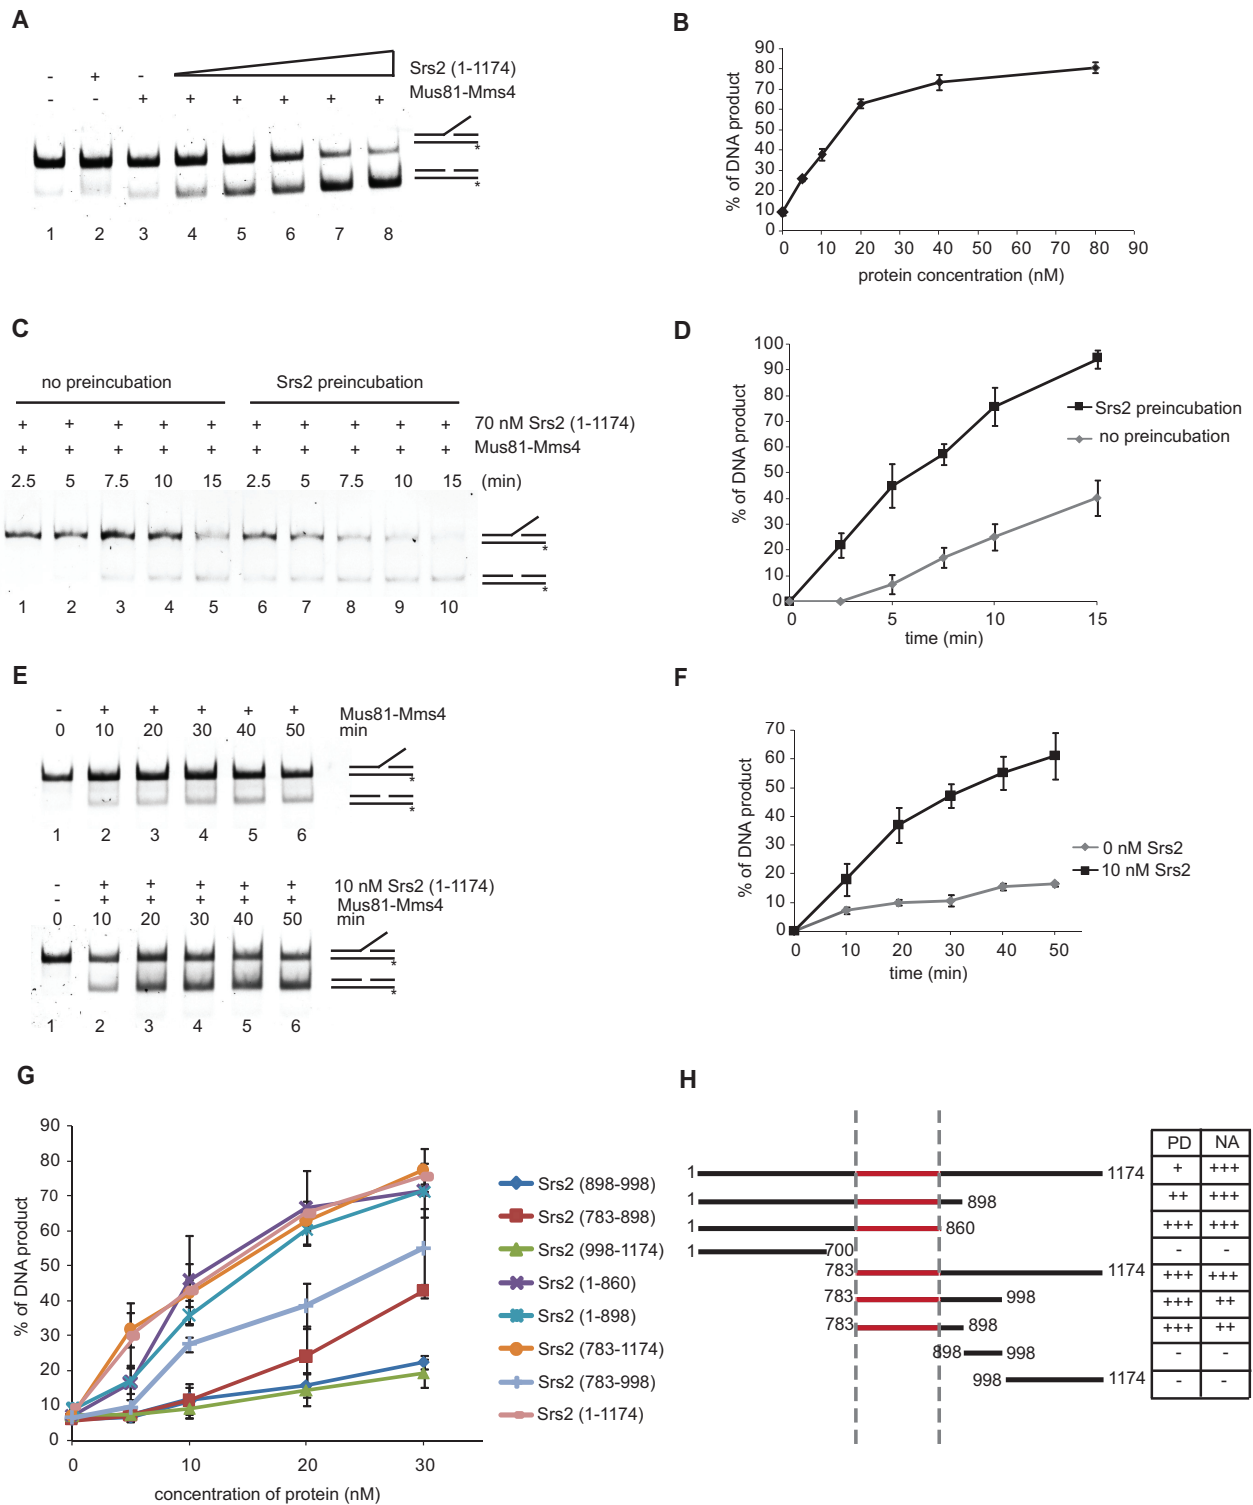 A
- + - Srs2 (1-1174)
- - + + + + + + Mus81-Mms4
*
*
1 2 3 4 5 6 7 8
B
% of DNA product
90
80
70
60
50
40
30
20
10
0
0 10 20 30 40 50 60 70 80 90
protein concentration (nM)
C
no preincubation Srs2 preincubation
+ + + + + + + + + + 70 nM Srs2 (1-1174)
+ + + + + + + + + + Mus81-Mms4
2.5 5 7.5 10 15 2.5 5 7.5 10 15 (min)
*
*
1 2 3 4 5 6 7 8 9 10
D
% of DNA product
100
90
80
70
60
50
40
30
20
10
0
0 5 10 15
time (min)
Srs2 preincubation
no preincubation
E
- + + + + + Mus81-Mms4
0 10 20 30 40 50 min
*
*
1 2 3 4 5 6
- + + + + + 10 nM Srs2 (1-1174)
- + + + + + Mus81-Mms4
0 10 20 30 40 50 min
*
*
1 2 3 4 5 6
F
% of DNA product
70
60
50
40
30
20
10
0
0 10 20 30 40 50
time (min)
0 nM Srs2
10 nM Srs2
G
% of DNA product
90
80
70
60
50
40
30
20
10
0
0 10 20 30
concentration of protein (nM)
Srs2 (898-998)
Srs2 (783-898)
Srs2 (998-1174)
Srs2 (1-860)
Srs2 (1-898)
Srs2 (783-1174)
Srs2 (783-998)
Srs2 (1-1174)
H
PD NA
1 1174 + +++
1 898 ++ +++
1 860 +++ +++
1 700 - -
783 1174 +++ +++
783 998 +++ ++
783 898 +++ ++
898 998 - -
998 1174 - -